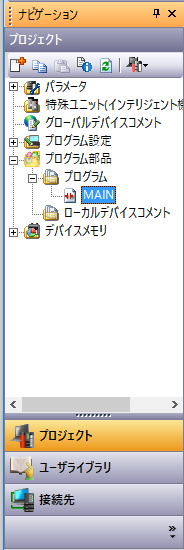 ナビゲーション
プロジェクト
パラメータ
特殊ユニット(インテリジェント
グローバルデバイスコメント
プログラム設定
プログラム部品
プログラム
MAIN
ローカルデバイスコメント
デバイスメモリ
プロジェクト
ユーザライブラリ
接続先